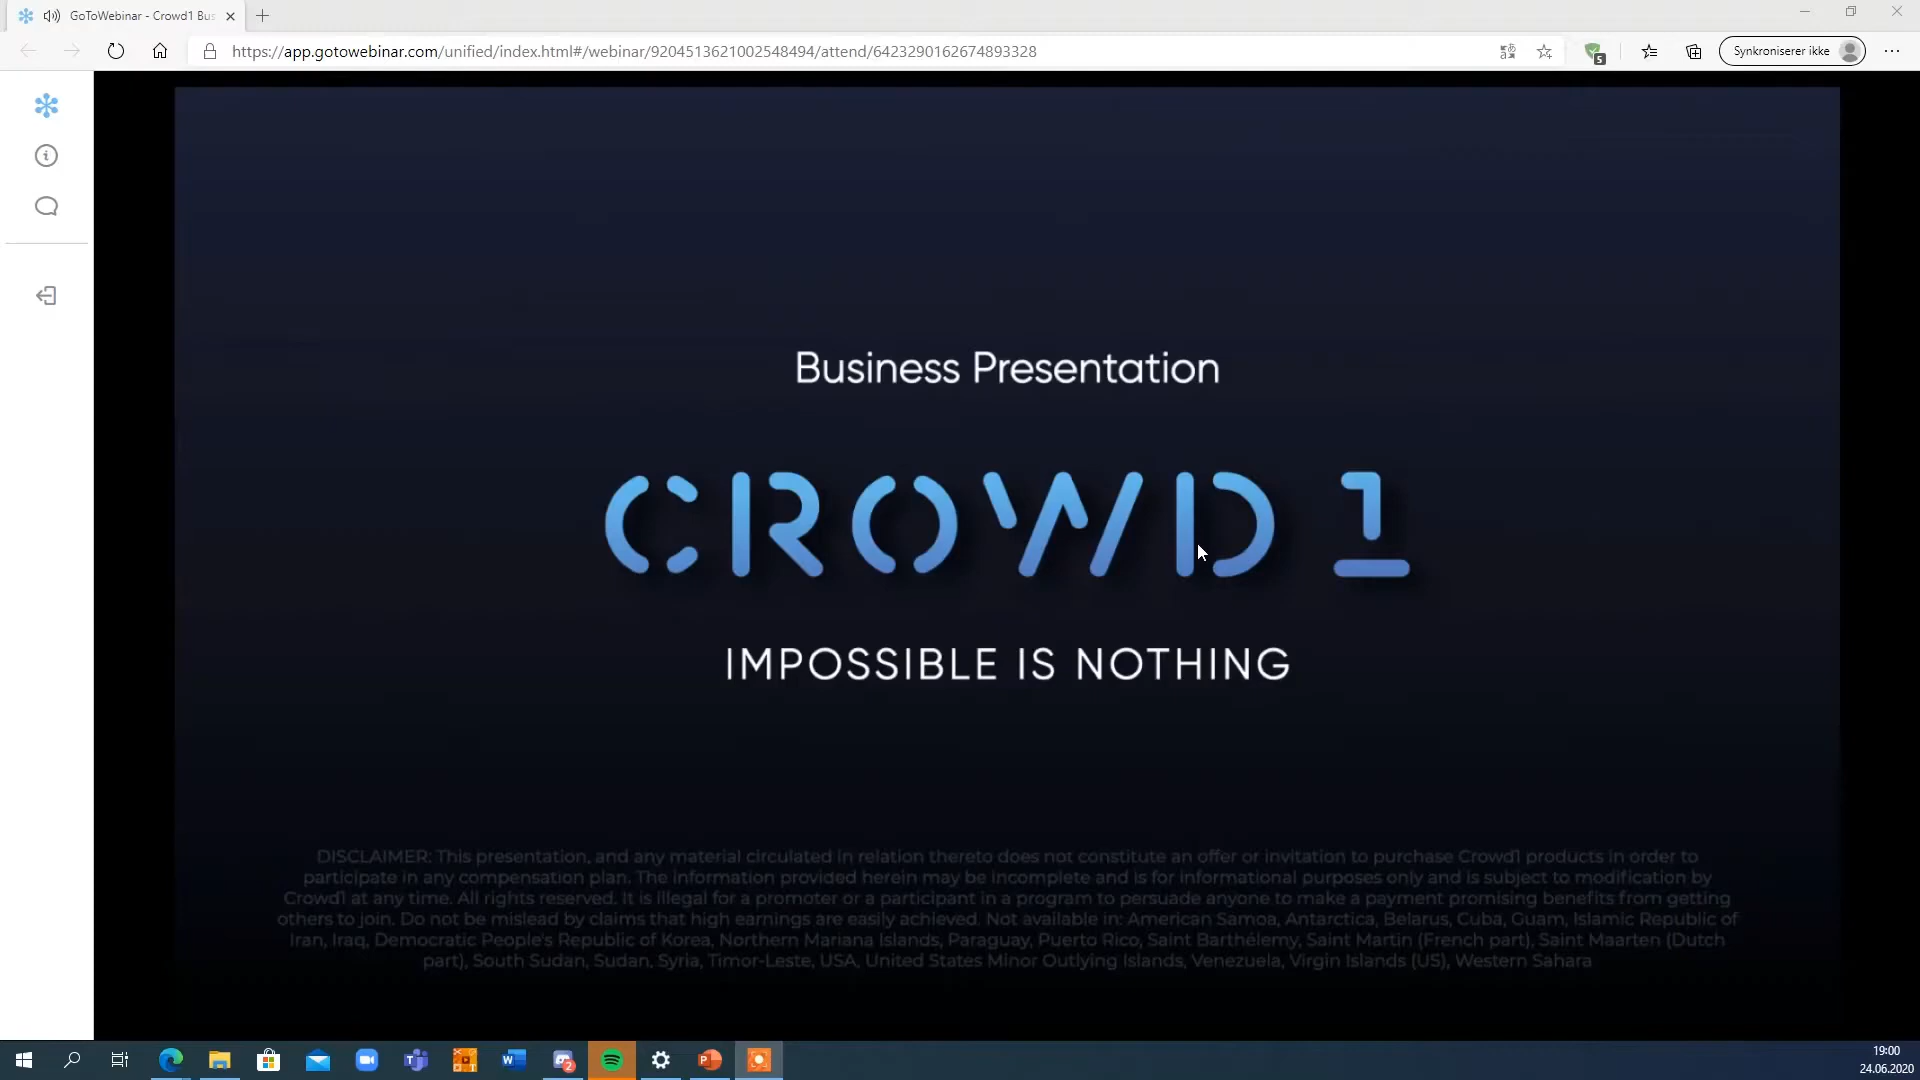 GoToWebinar - Crowd1 Bus
https://app.gotowebinar.com/unified/index.html#/webinar/9204513621002548494/attend/6423290162674893328
5
Synkroniserer ikke
Business Presentation
CROWD 1
IMPOSSIBLE IS NOTHING
DISCLAIMER: This presentation, and any material circulated in relation thereto does not constitute an offer or invitation to purchase Crowd1 products in order to
participate in any compensation plan. The information provided herein may be incomplete and is for informational purposes only and is subject to modification by
Crowd1 at any time. All rights reserved. It is illegal for a promoter or a participant in a program to persuade anyone to make a payment promising benefits from getting
others to join. Do not be mislead by claims that high earnings are easily achieved. Not available in: American Samoa, Antarctica, Belarus, Cuba, Guam, Islamic Republic of
Iran, Iraq, Democratic People's Republic of Korea, Northern Mariana Islands, Paraguay, Puerto Rico, Saint Barthélemy, Saint Martin (French part), Saint Maarten (Dutch
part), South Sudan, Sudan, Syria, Timor-Leste, USA, United States Minor Outlying Islands, Venezuela, Virgin Islands (US), Western Sahara
2
19:00
24.06.2020